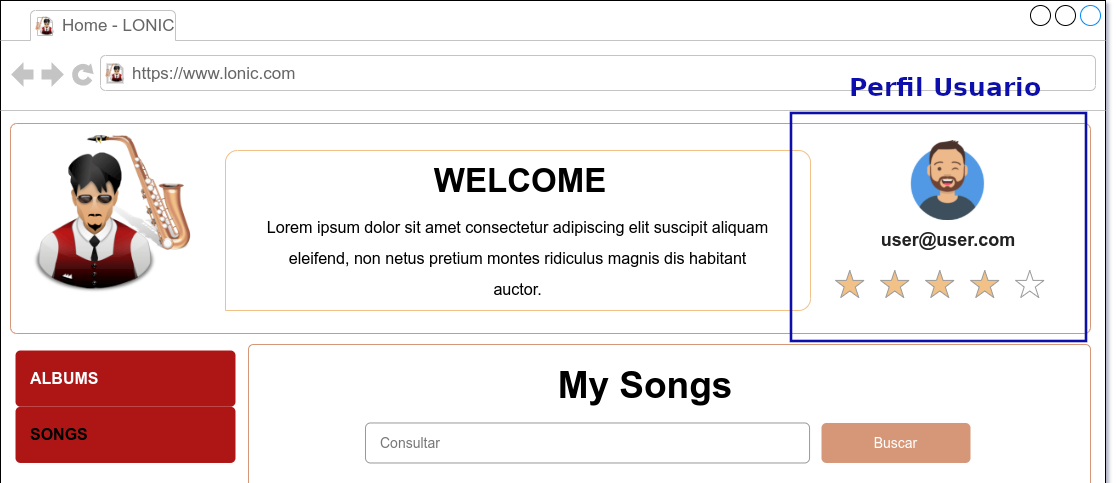 Home - LONIC
https://www.lonic.com
Perfil Usuario
WELCOME
Lorem ipsum dolor sit amet consectetur adipiscing elit suscipit aliquam
eleifend, non netus pretium montes ridiculus magnis dis habitant
auctor.
user@user.com
ALBUMS
SONGS
My Songs
Consultar
Buscar